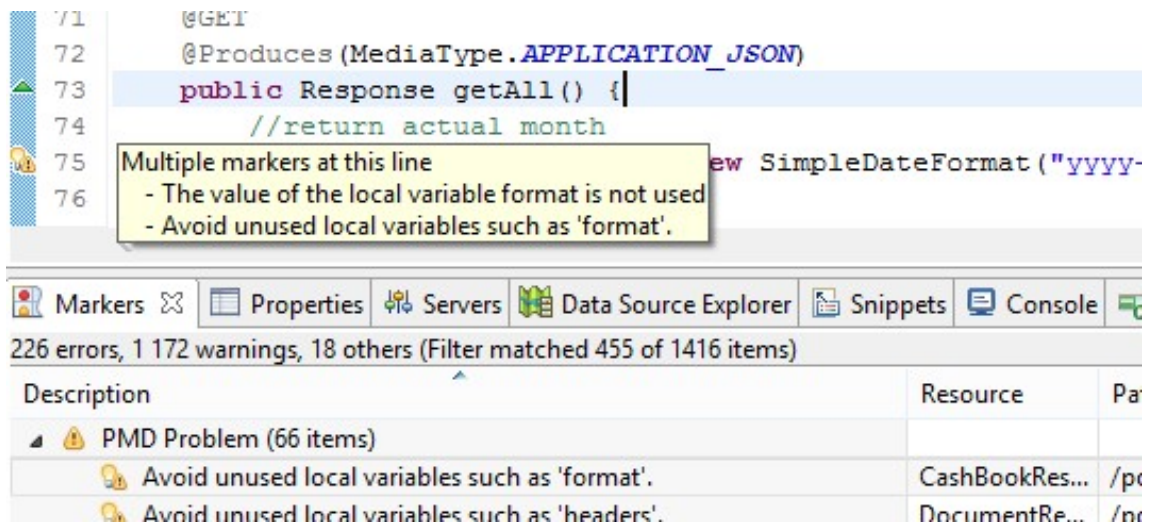 71 @GET
72 @Produces(MediaType.APPLICATION_JSON)
73 public Response getAll() {
74 //return actual month
75 ew SimpleDateFormat("yyyy-
76
Multiple markers at this line
- The value of the local variable format is not used
- Avoid unused local variables such as 'format'.
Markers Properties Servers Data Source Explorer Snippets Console
226 errors, 1 172 warnings, 18 others (Filter matched 455 of 1416 items)
Description Resource Pa
PMD Problem (66 items)
Avoid unused local variables such as 'format'. CashBookRes... /po
Avoid unused local variables such as 'headers'. DocumentRe... /po